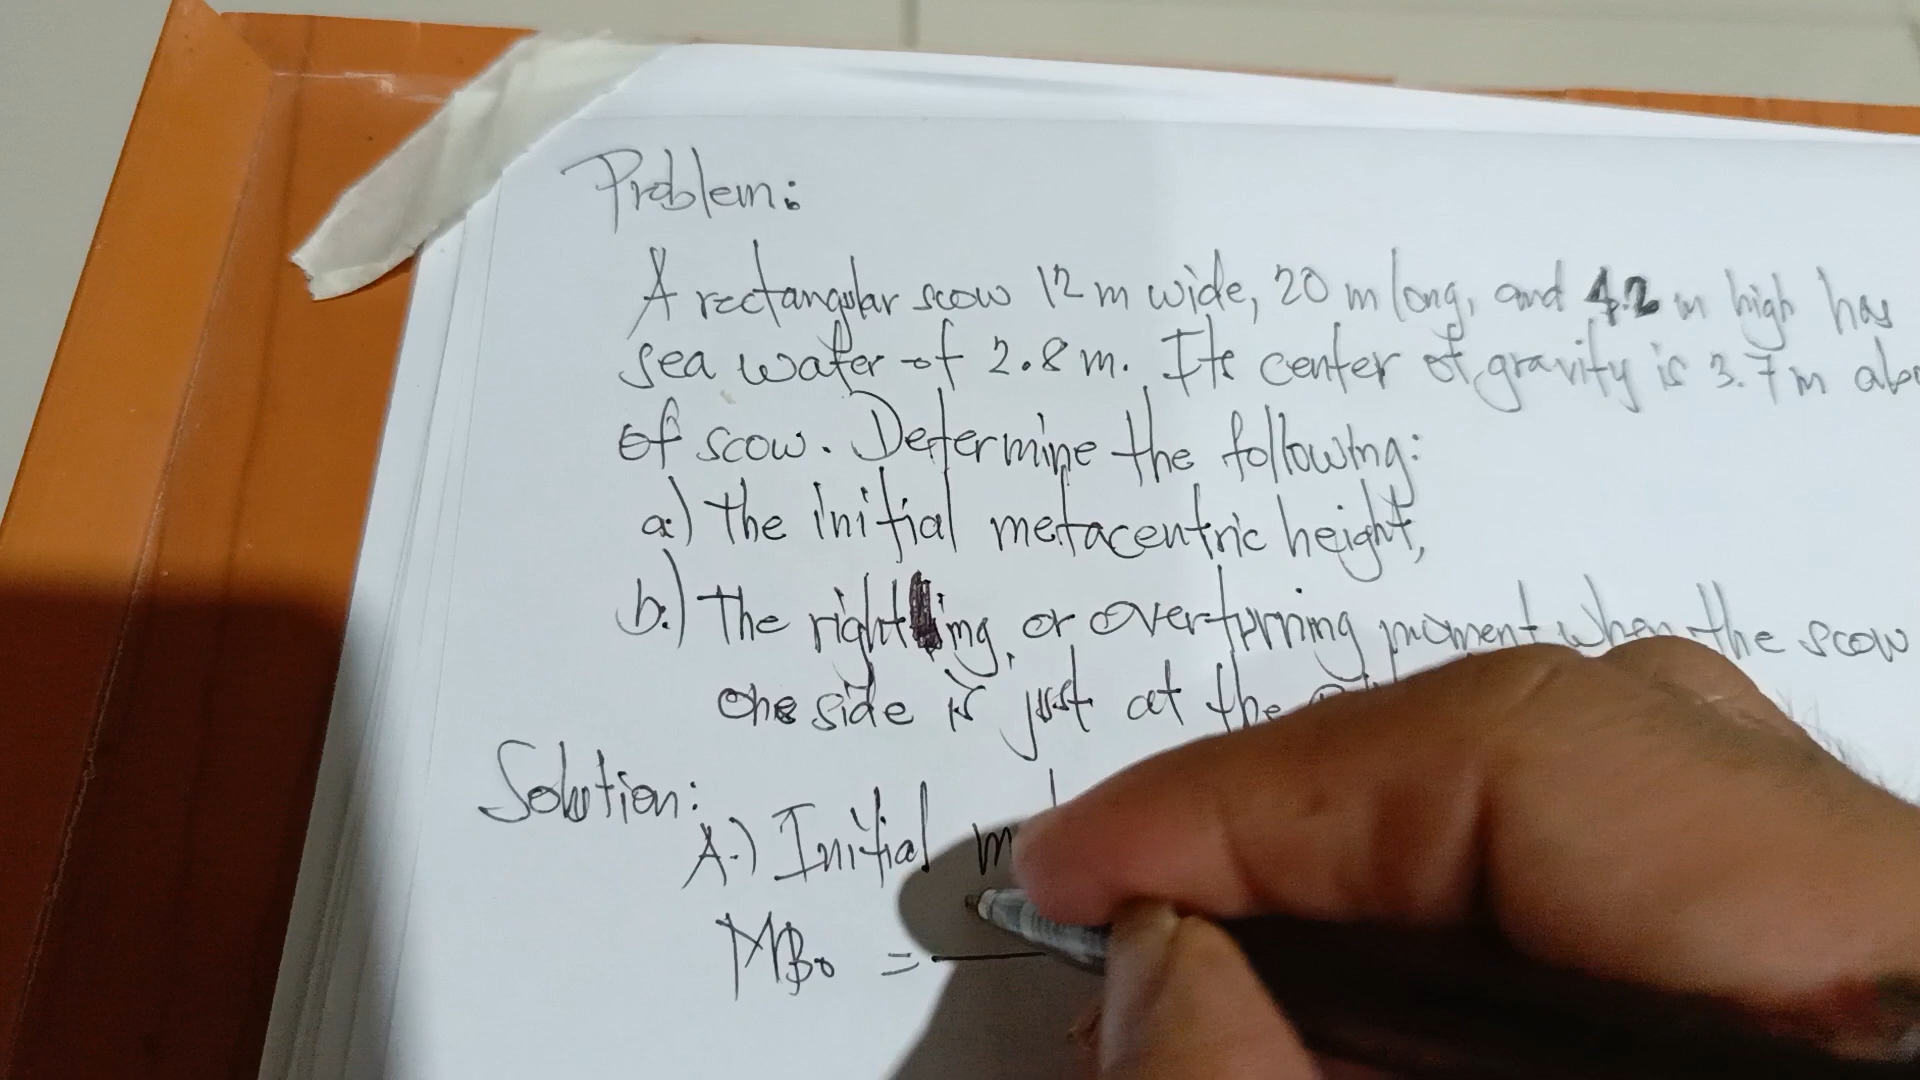 Problem:
A rectangular scow 12 m wide, 20 m long, and 4.2 m high has
sea water of 2.8 m. Its center of gravity is 3.7 m
of scow. Determine the following:
a.) the initial metacentric height,
b.) The righting or overturning moment when the scow
one side is just at the
Solution:
A.) Initial
MB₀ =